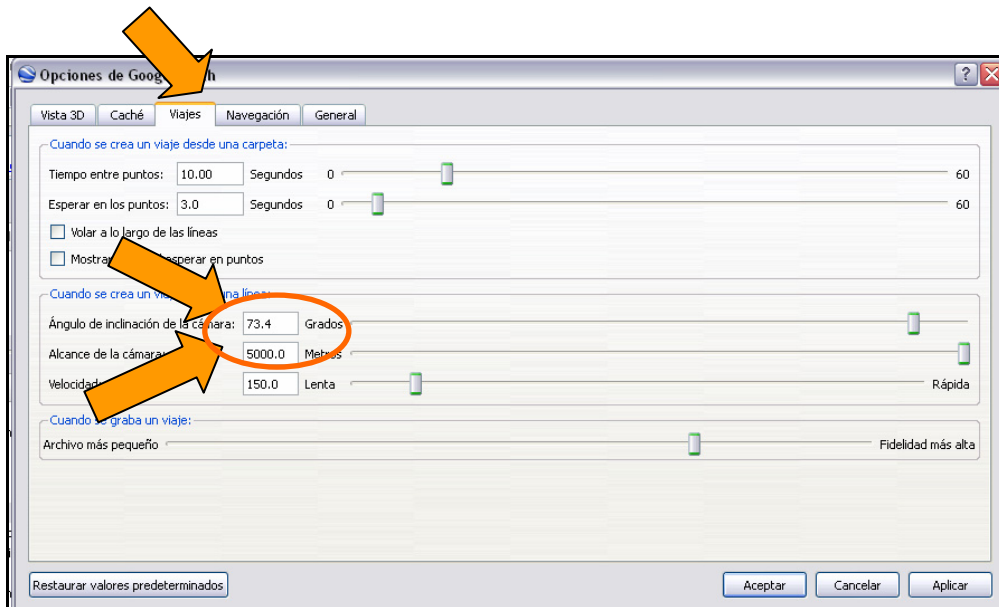 Opciones de Goog h
Vista 3D Caché Viajes Navegación General
Cuando se crea un viaje desde una carpeta:
Tiempo entre puntos: 10.00 Segundos 0 60
Esperar en los puntos: 3.0 Segundos 0 60
Volar a lo largo de las líneas
Mostrar esperar en puntos
Cuando se crea un una línea:
Ángulo de inclinación de la cámara: 73.4 Grados
Alcance de la cámara: 5000.0 Metros
Velocidad 150.0 Lenta Rápida
Cuando se graba un viaje:
Archivo más pequeño Fidelidad más alta
Restaurar valores predeterminados Aceptar Cancelar Aplicar